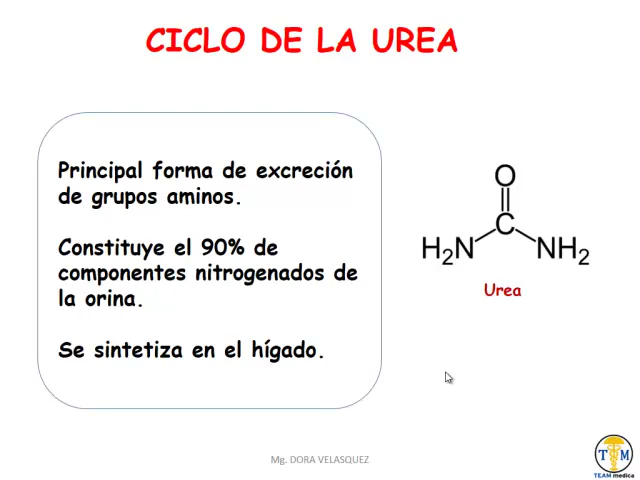 CICLO DE LA UREA
Principal forma de excreción
de grupos aminos.
Constituye el 90% de
componentes nitrogenados de
la orina.
Se sintetiza en el hígado.
O
C
H₂N
NH₂
Urea
Mg. DORA VELASQUEZ
T M
TEAM medica